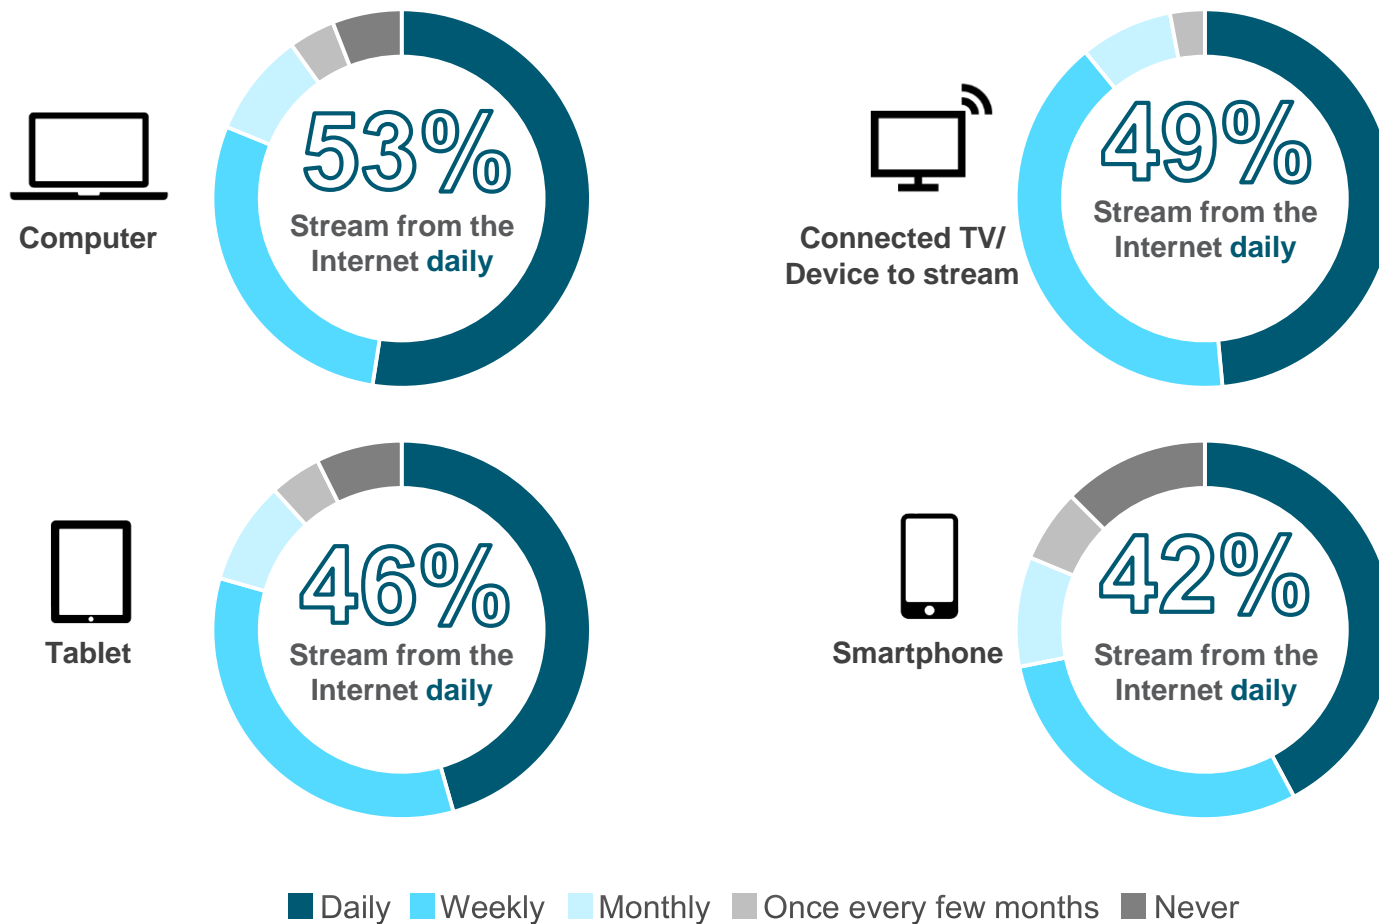 53%
Stream from the
Internet daily
Computer
49%
Stream from the
Internet daily
Connected TV/
Device to stream
46%
Stream from the
Internet daily
Tablet
42%
Stream from the
Internet daily
Smartphone
Daily Weekly Monthly Once every few months Never